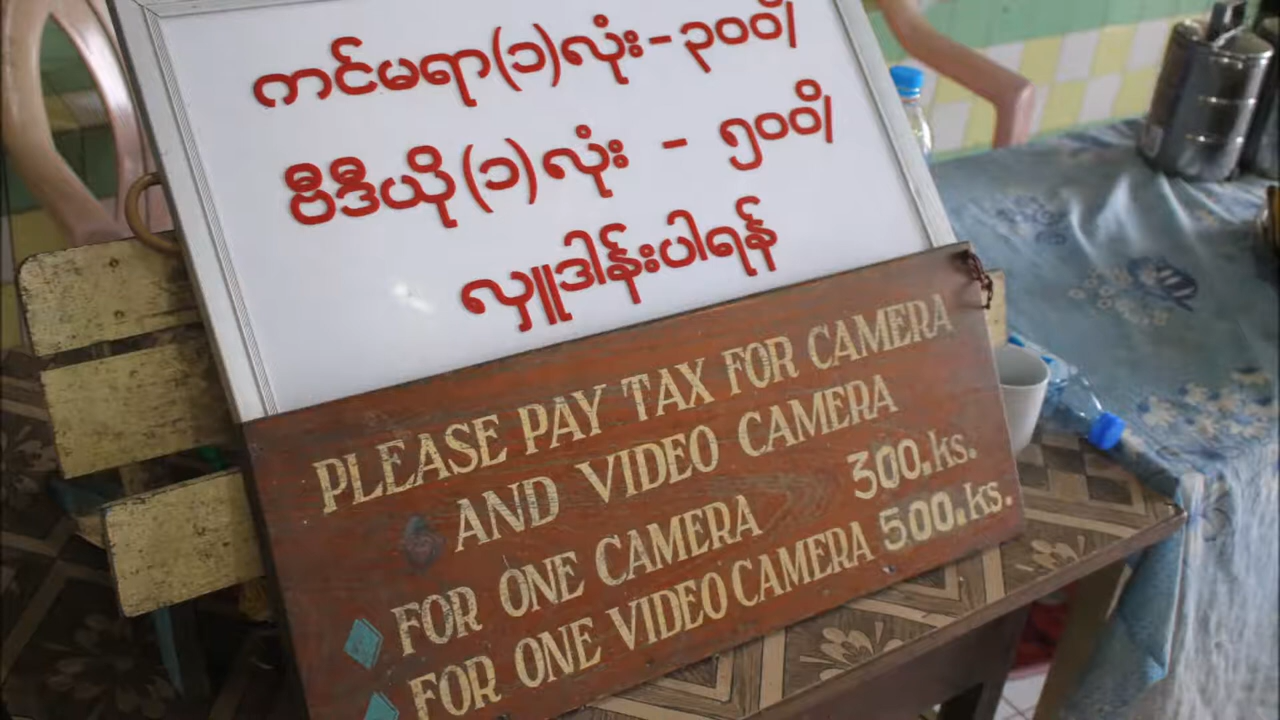 ကင်မရာ(၁)လုံး - ၃၀၀ိ/
ဗီဒီယို(၁)လုံး - ၅၀၀ိ/
လှူဒါန်းပါရန်
PLEASE PAY TAX FOR CAMERA
AND VIDEO CAMERA
FOR ONE CAMERA 300.ks.
FOR ONE VIDEO CAMERA 500.ks.